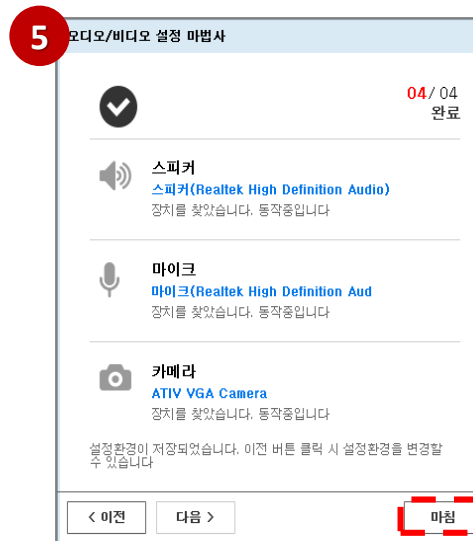 5
오디오/비디오 설정 마법사
04/ 04
완료
스피커
스피커(Realtek High Definition Audio)
장치를 찾았습니다. 동작중입니다
마이크
마이크(Realtek High Definition Aud
장치를 찾았습니다. 동작중입니다
카메라
ATIV VGA Camera
장치를 찾았습니다. 동작중입니다
설정환경이 저장되었습니다. 이전 버튼 클릭 시 설정환경을 변경할
수 있습니다
< 이전
다음 >
마침